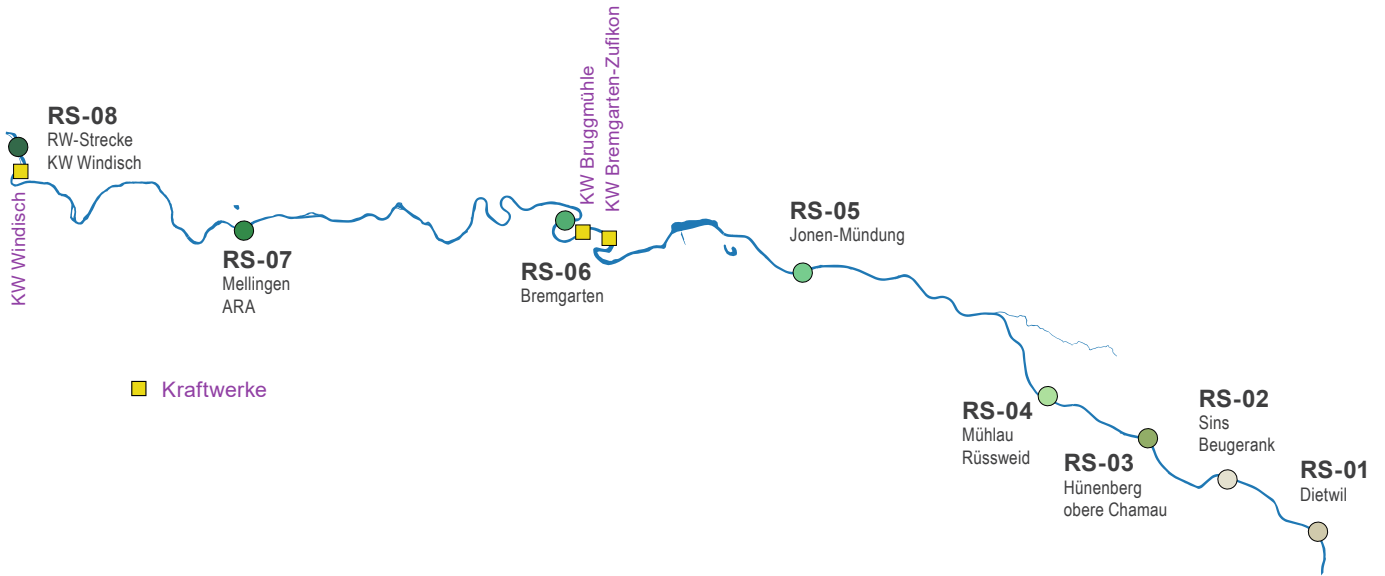 RS-08
RW-Strecke
KW Windisch
KW Windisch
RS-07
Mellingen
ARA
KW Bruggmühle
KW Bremgarten-Zufikon
RS-06
Bremgarten
RS-05
Jonen-Mündung
Kraftwerke
RS-04
Mühlau
Rüssweid
RS-03
Hünenberg
obere Chamau
RS-02
Sins
Beugerank
RS-01
Dietwil